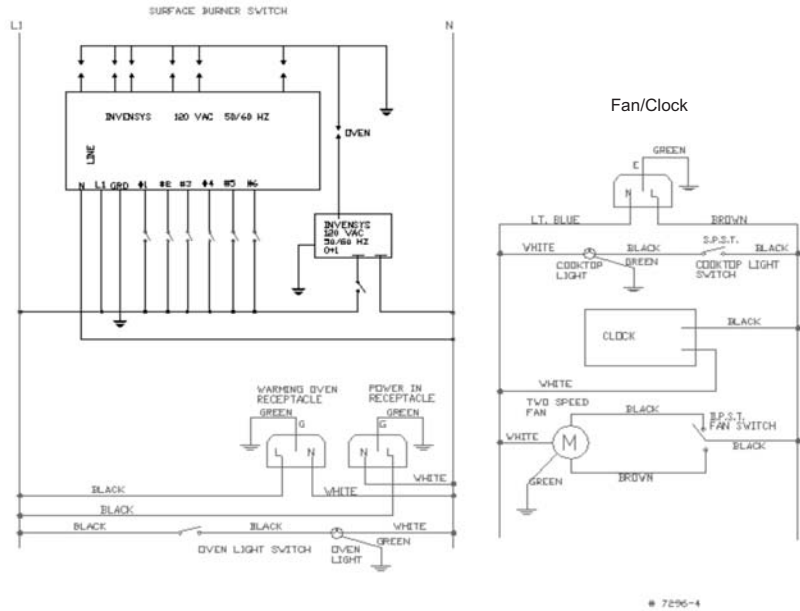 SURFACE BURNER SWITCH
L1
N
INVENSYS 120 VAC 50/60 HZ
LINE
N L1 GRD #1 #2 #3 #4 #5 #6
OVEN
INVENSYS
120 VAC
50/60 HZ
0+1
WARMING OVEN
RECEPTACLE
POWER IN
RECEPTACLE
GREEN
G
GREEN
G
L N
N L
WHITE
BLACK
WHITE
BLACK
BLACK
BLACK
WHITE
OVEN LIGHT SWITCH
OVEN
LIGHT
GREEN
Fan/Clock
GREEN
E
N L
LT. BLUE
BROWN
WHITE
BLACK
S.P.S.T.
BLACK
GREEN
COOKTOP
LIGHT
COOKTOP LIGHT
SWITCH
CLOCK
BLACK
WHITE
TWO SPEED
FAN
BLACK
D.P.S.T.
FAN SWITCH
WHITE
M
BLACK
GREEN
BROWN
# 7296-4